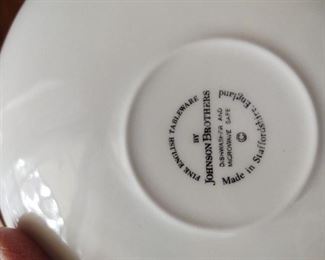 FINE ENGLISH TABLEWARE
BY
JOHNSON BROTHERS
DISHWASHER AND
MICROWAVE SAFE
©
Made in Staffordshire, England